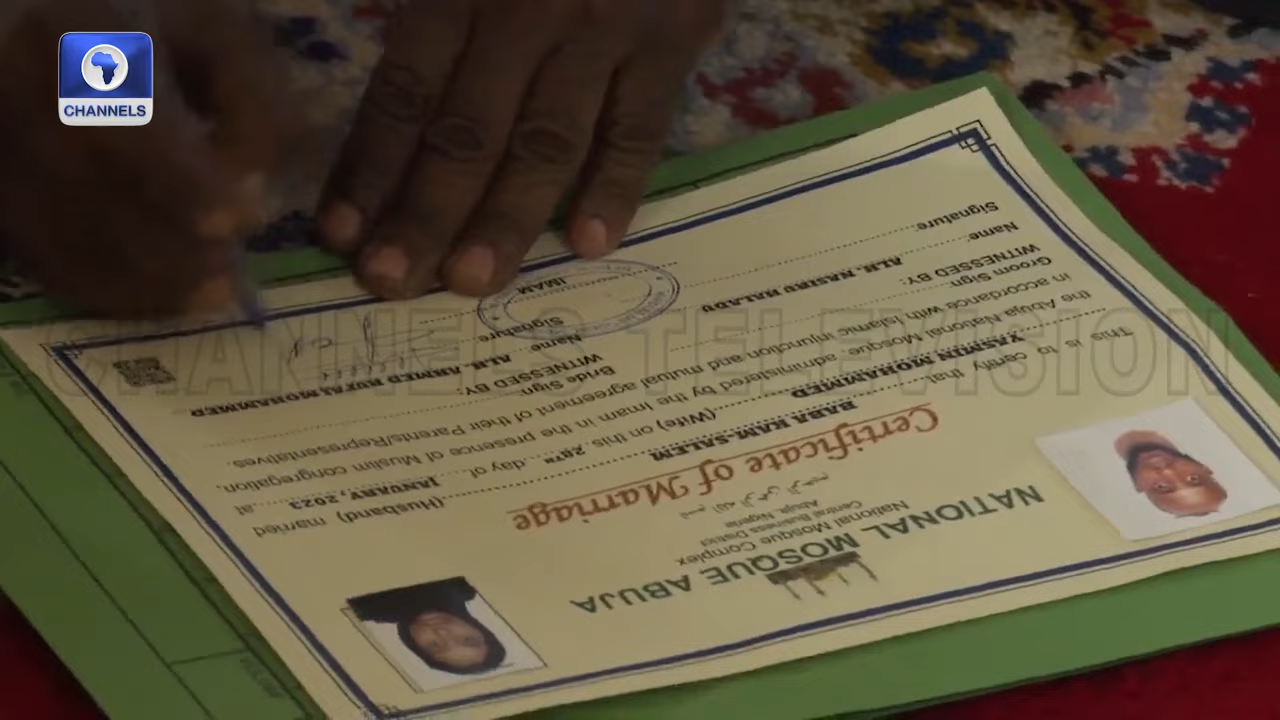 CHANNELS
CHANNELS TELEVISION
NATIONAL MOSQUE ABUJA
National Mosque Complex
Central Business District
Abuja, Nigeria
بسم الله الرحمن الرحيم
Certificate of Marriage
This is to certify that BABA KAM-SALEM (Husband) married
YASMIN MOHAMMED (Wife) on this 28TH day of JANUARY, 2023 at
the Abuja National Mosque, administered by the Imam in the presence of Muslim congregation,
in accordance with Islamic Injunction and mutual agreement of their Parents/Representatives.
Groom Sign Bride Sign:
WITNESSED BY: WITNESSED BY:
Name: ALH. NASIRU HALADU Name ALH. AHMED RUFAI MOHAMMED
Signature: Signature
IMAM